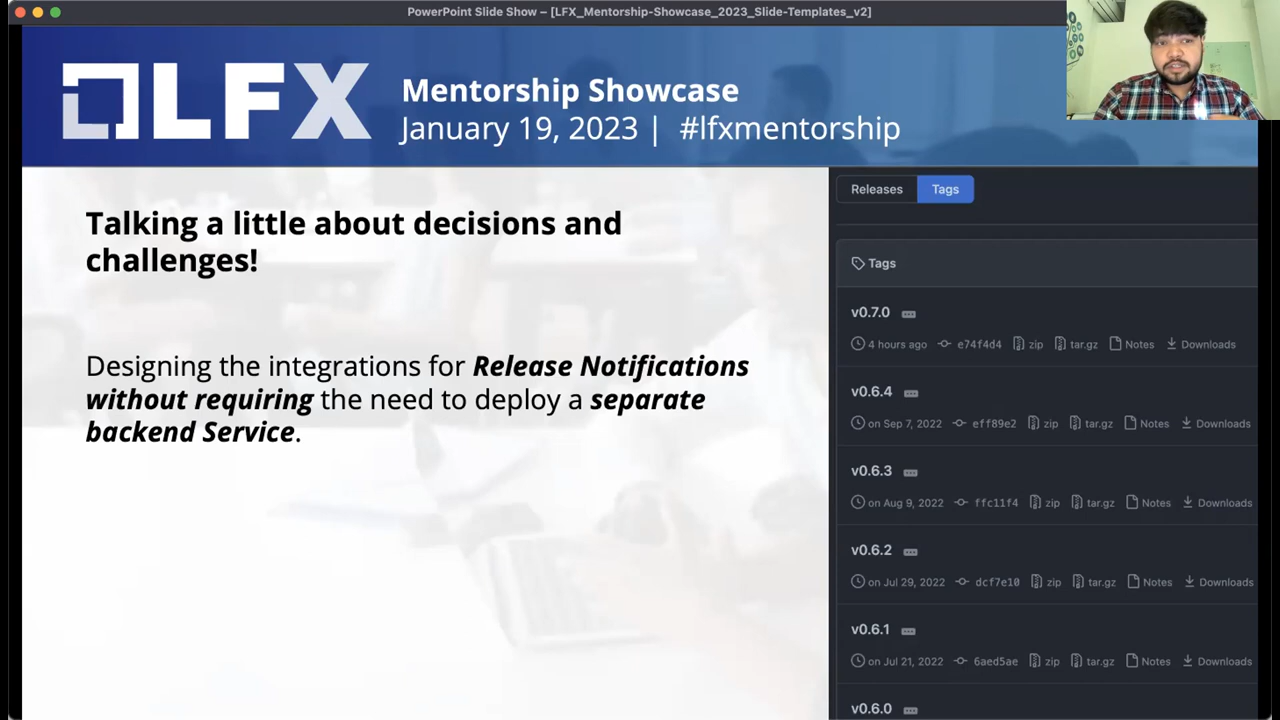 PowerPoint Slide Show – [LFX_Mentorship-Showcase_2023_Slide-Templates_v2]
LFX
Mentorship Showcase
January 19, 2023 | #lfxmentorship
Talking a little about decisions and
challenges!
Designing the integrations for Release Notifications
without requiring the need to deploy a separate
backend Service.
Releases Tags
Tags
v0.7.0
4 hours ago e74f4d4 zip tar.gz Notes Downloads
v0.6.4
on Sep 7, 2022 eff89e2 zip tar.gz Notes Downloads
v0.6.3
on Aug 9, 2022 ffc11f4 zip tar.gz Notes Downloads
v0.6.2
on Jul 29, 2022 dcf7e10 zip tar.gz Notes Downloads
v0.6.1
on Jul 21, 2022 6aed5ae zip tar.gz Notes Downloads
v0.6.0